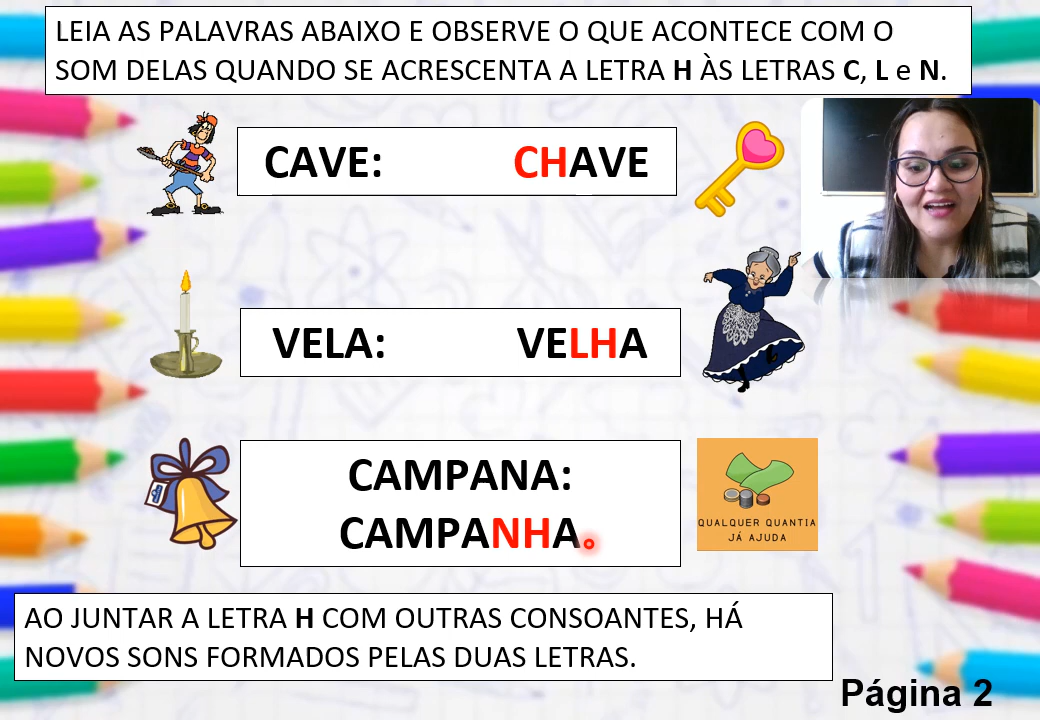 LEIA AS PALAVRAS ABAIXO E OBSERVE O QUE ACONTECE COM O
SOM DELAS QUANDO SE ACRESCENTA A LETRA H ÀS LETRAS C, L e N.
CAVE: CHAVE
VELA: VELHA
CAMPANA:
CAMPANHA.
QUALQUER QUANTIA
JÁ AJUDA
AO JUNTAR A LETRA H COM OUTRAS CONSOANTES, HÁ
NOVOS SONS FORMADOS PELAS DUAS LETRAS.
Página 2